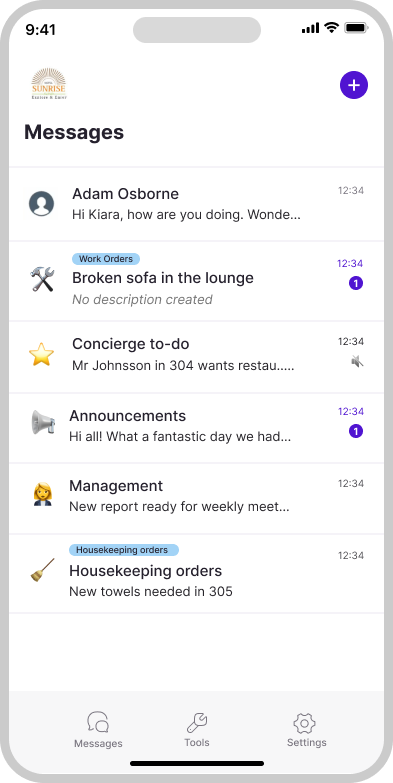 9:41
SUNRISE
Messages
Adam Osborne
12:34
Hi Kiara, how are you doing. Wonde...
Work Orders
12:34
Broken sofa in the lounge
1
No description created
Concierge to-do
12:34
Mr Johnsson in 304 wants restau.....
Announcements
12:34
Hi all! What a fantastic day we had...
1
Management
12:34
New report ready for weekly meet...
Housekeeping orders
12:34
Housekeeping orders
New towels needed in 305
Messages
Tools
Settings